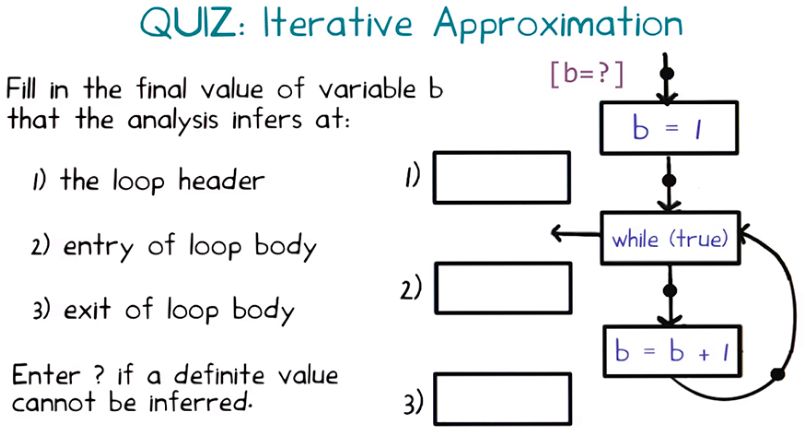 QUIZ: Iterative Approximation
Fill in the final value of variable b
that the analysis infers at:
1) the loop header
2) entry of loop body
3) exit of loop body
Enter ? if a definite value
cannot be inferred.
1)
2)
3)
[b=?]
b = 1
while (true)
b = b + 1